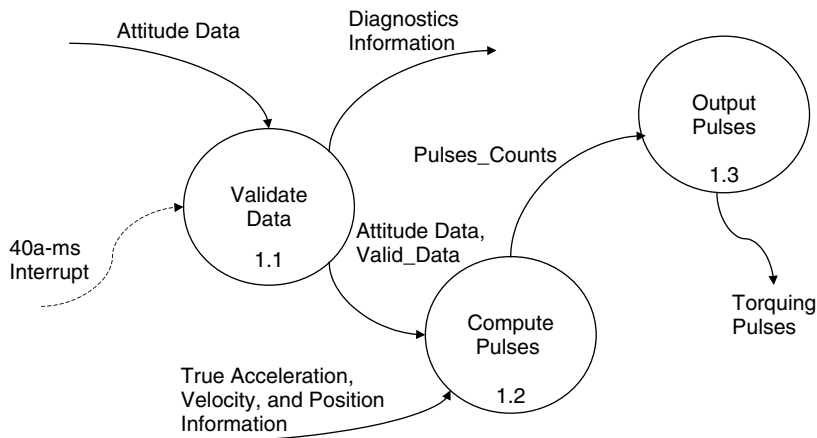 Attitude Data
Diagnostics
Information
Output
Pulses
1.3
Pulses_Counts
Validate
Data
1.1
40a-ms
Interrupt
Attitude Data,
Valid_Data
Compute
Pulses
1.2
Torquing
Pulses
True Acceleration,
Velocity, and Position
Information